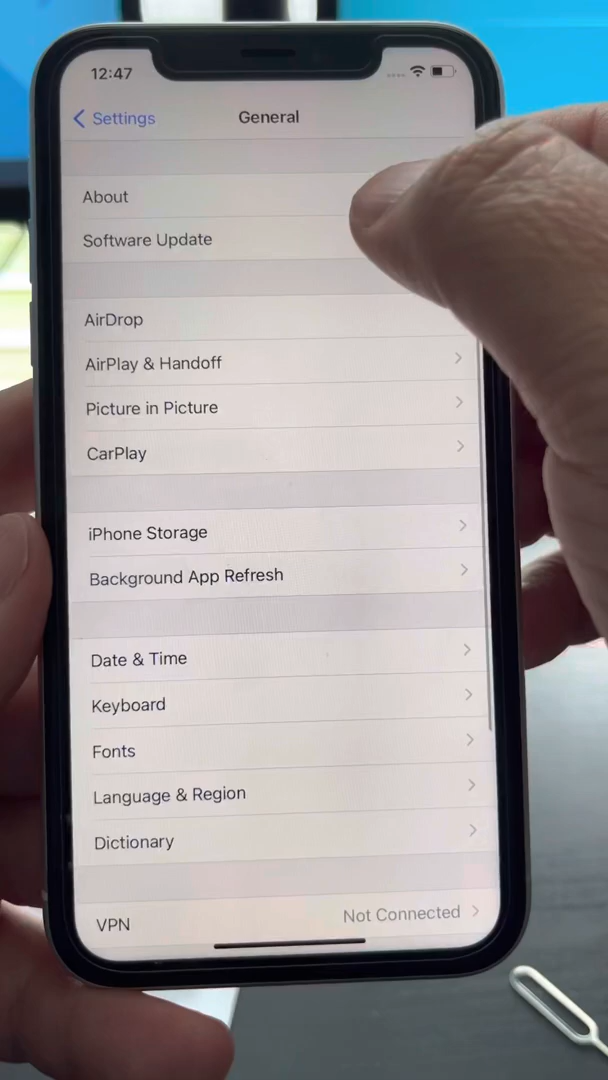 12:47
Settings
General
About
Software Update
AirDrop
AirPlay & Handoff
Picture in Picture
CarPlay
iPhone Storage
Background App Refresh
Date & Time
Keyboard
Fonts
Language & Region
Dictionary
VPN Not Connected